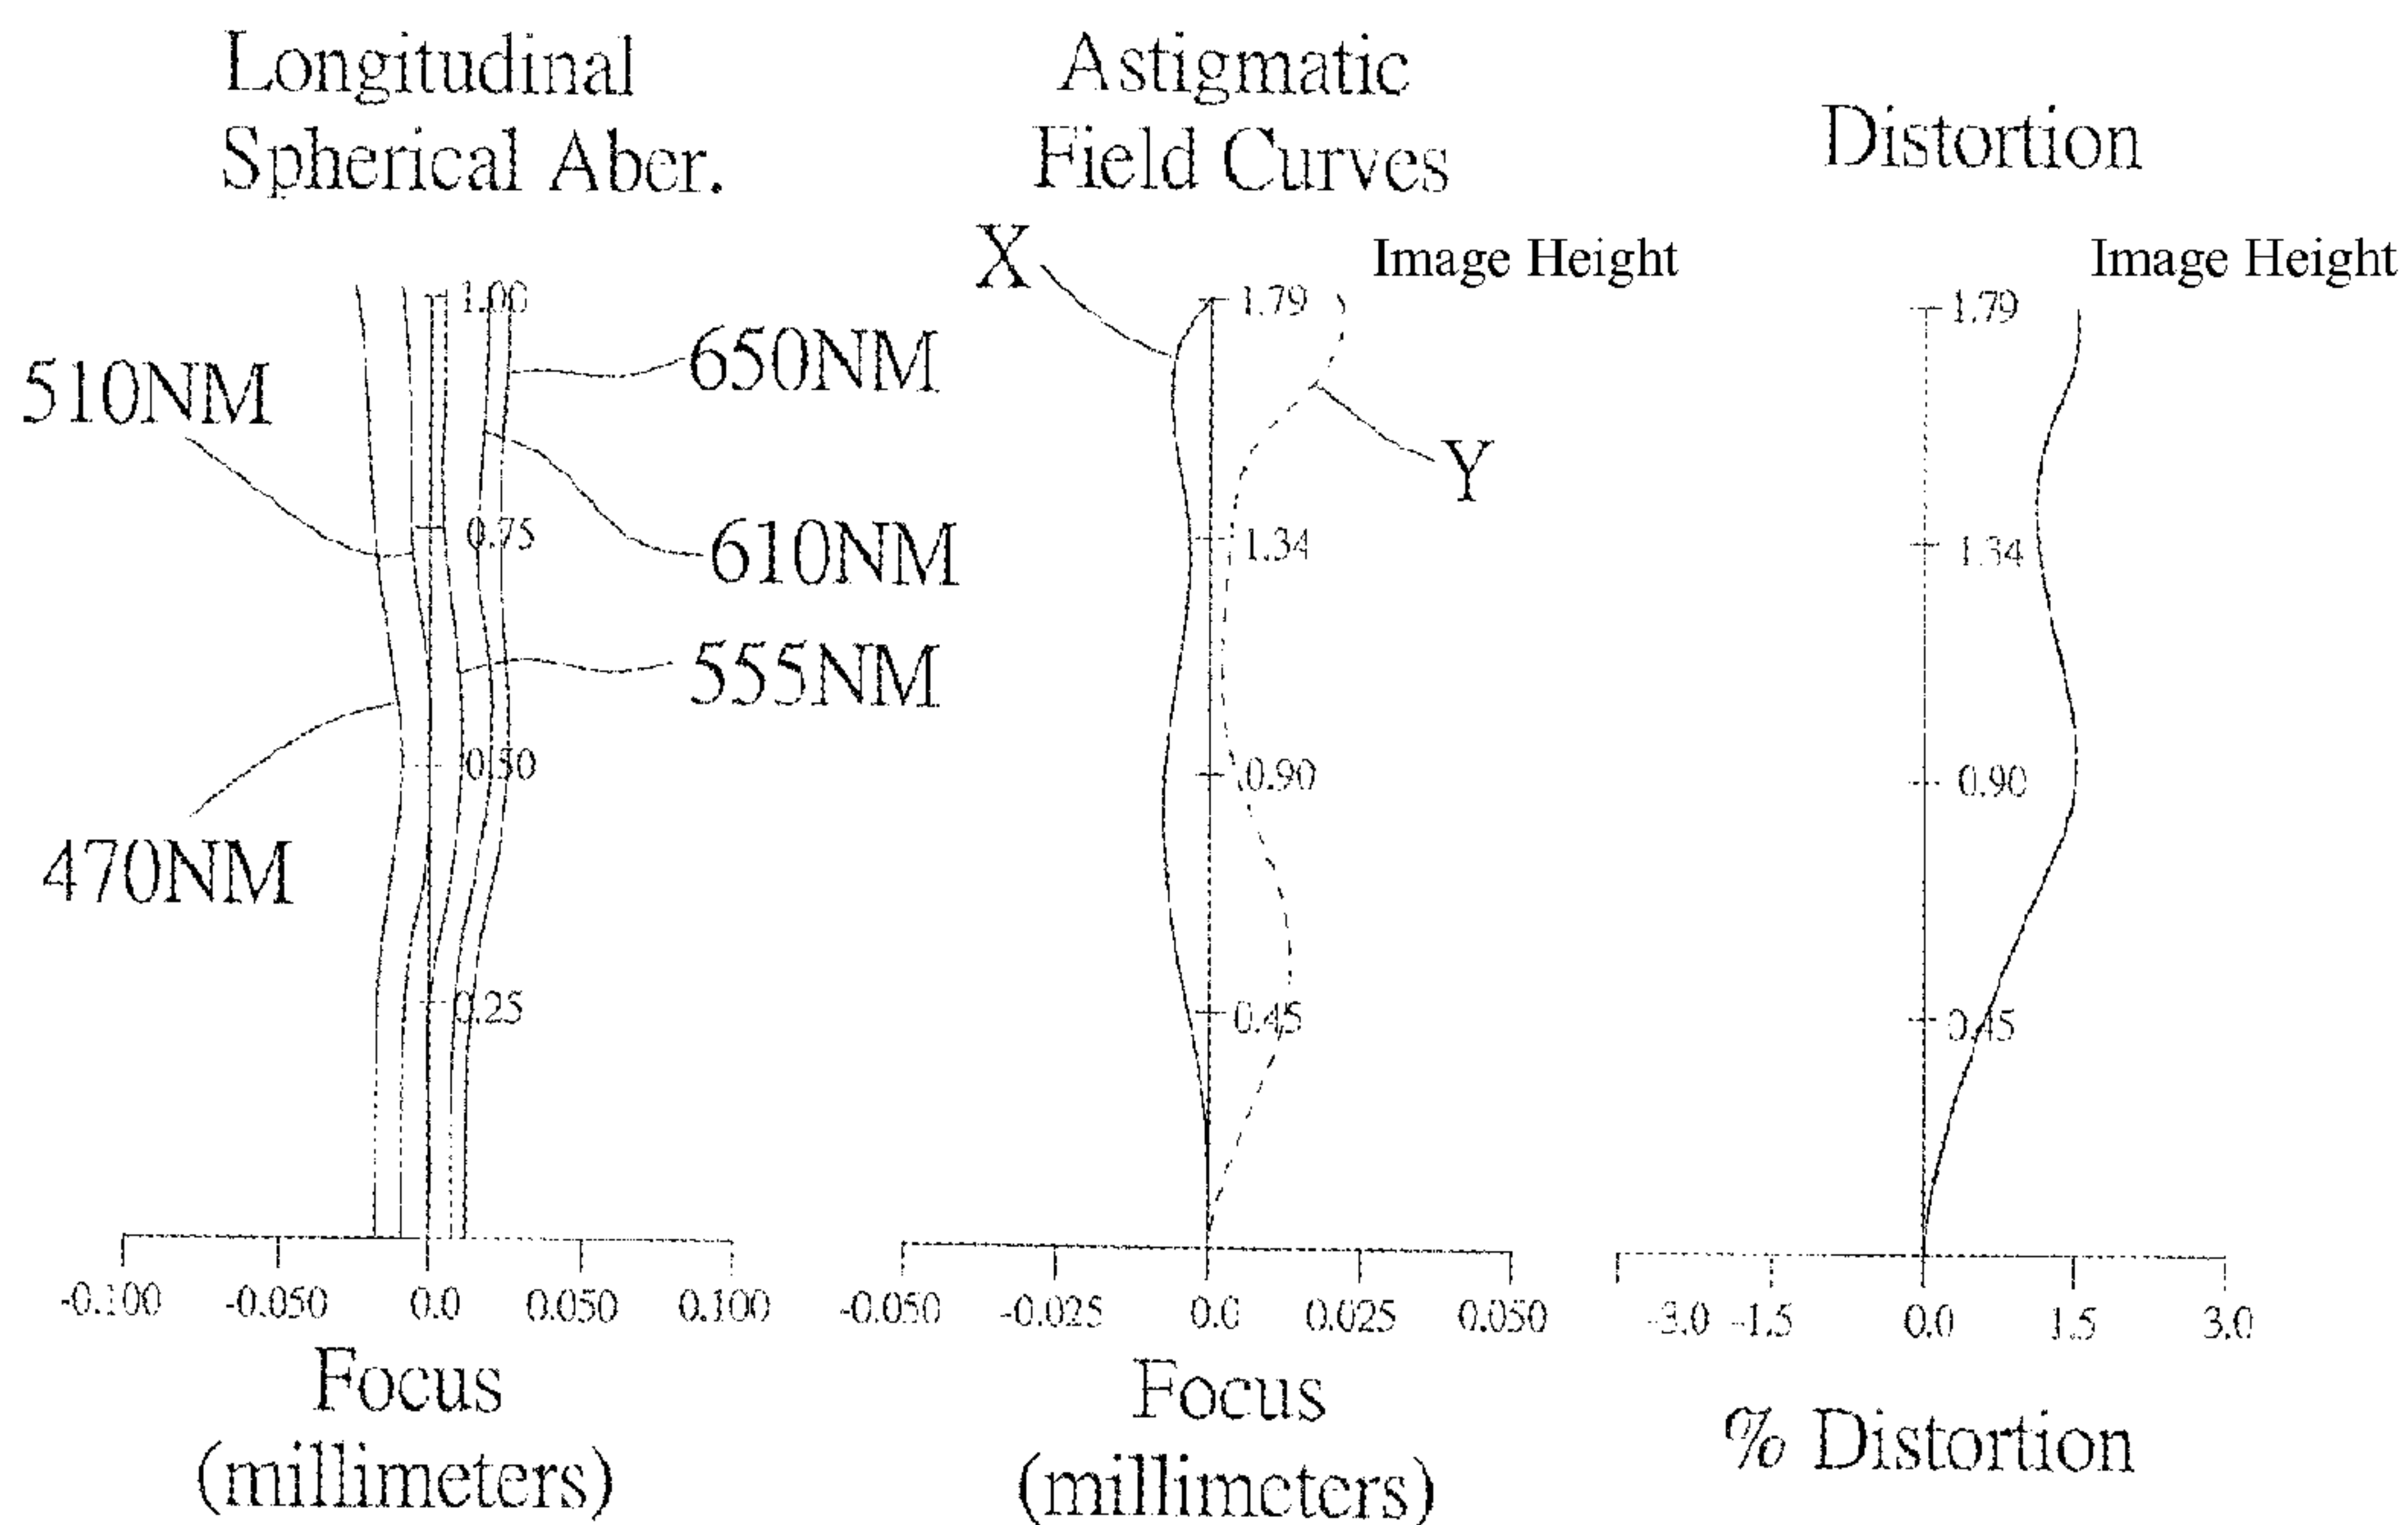 Longitudinal
Spherical Aber.
1.00
0.75
0.50
0.25
510NM
470NM
650NM
610NM
555NM
-0.100 -0.050 0.0 0.050 0.100
Focus
(millimeters)
Astigmatic
Field Curves
X
Image Height
1.79
Y
1.34
0.90
0.45
-0.050 -0.025 0.0 0.025 0.050
Focus
(millimeters)
Distortion
Image Height
1.79
1.34
0.90
0.45
-3.0 -1.5 0.0 1.5 3.0
% Distortion